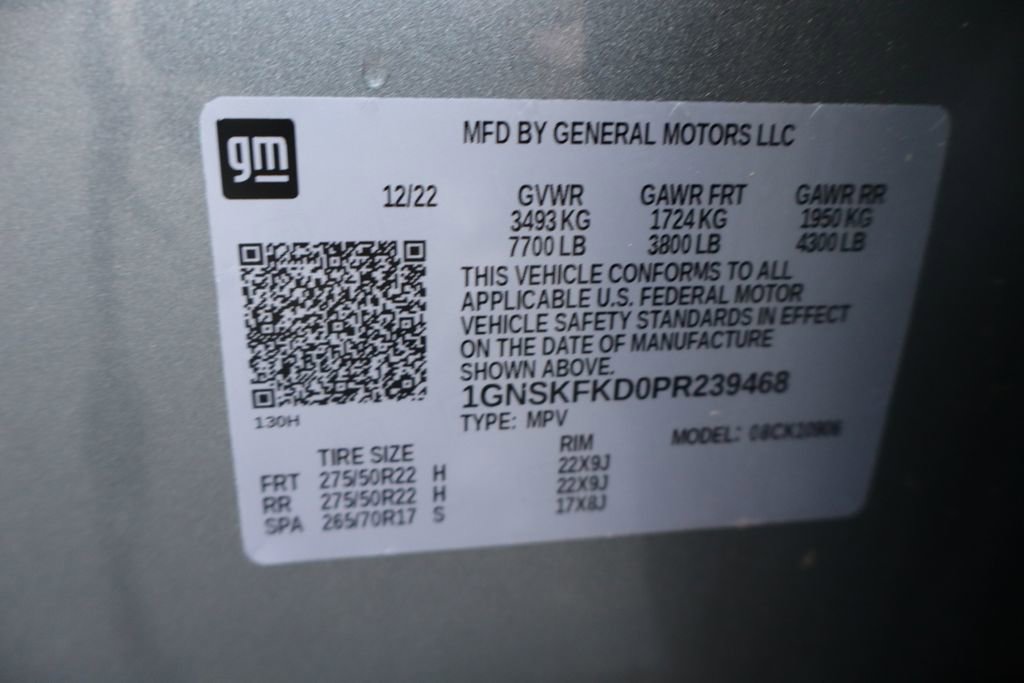 gm
MFD BY GENERAL MOTORS LLC
12/22 GVWR GAWR FRT GAWR RR
3493 KG 1724 KG 1950 KG
7700 LB 3800 LB 4300 LB
THIS VEHICLE CONFORMS TO ALL
APPLICABLE U.S. FEDERAL MOTOR
VEHICLE SAFETY STANDARDS IN EFFECT
ON THE DATE OF MANUFACTURE
SHOWN ABOVE.
1GNSKFKD0PR239468
130H
TYPE: MPV
MODEL: 08CK10906
TIRE SIZE RIM
FRT 275/50R22 H 22X9J
RR 275/50R22 H 22X9J
SPA 265/70R17 S 17X8J